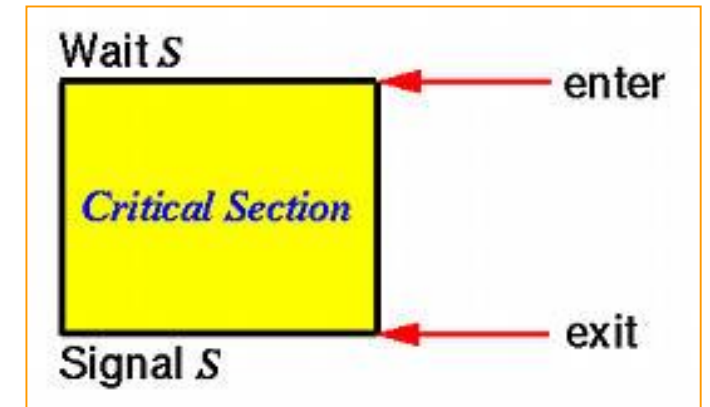 Wait S
enter
Critical Section
exit
Signal S